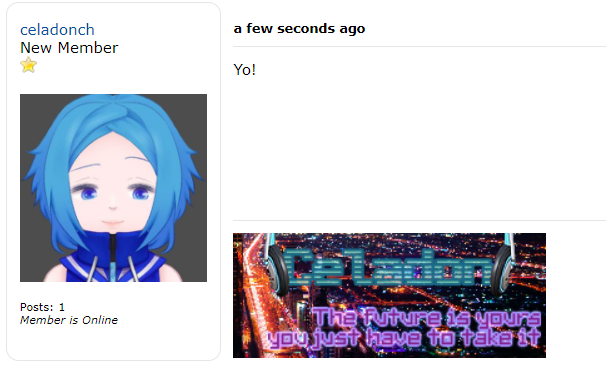 celadonch
New Member
a few seconds ago
Yo!
Posts: 1
Member is Online
Celadon
The future is yours
you just have to take it